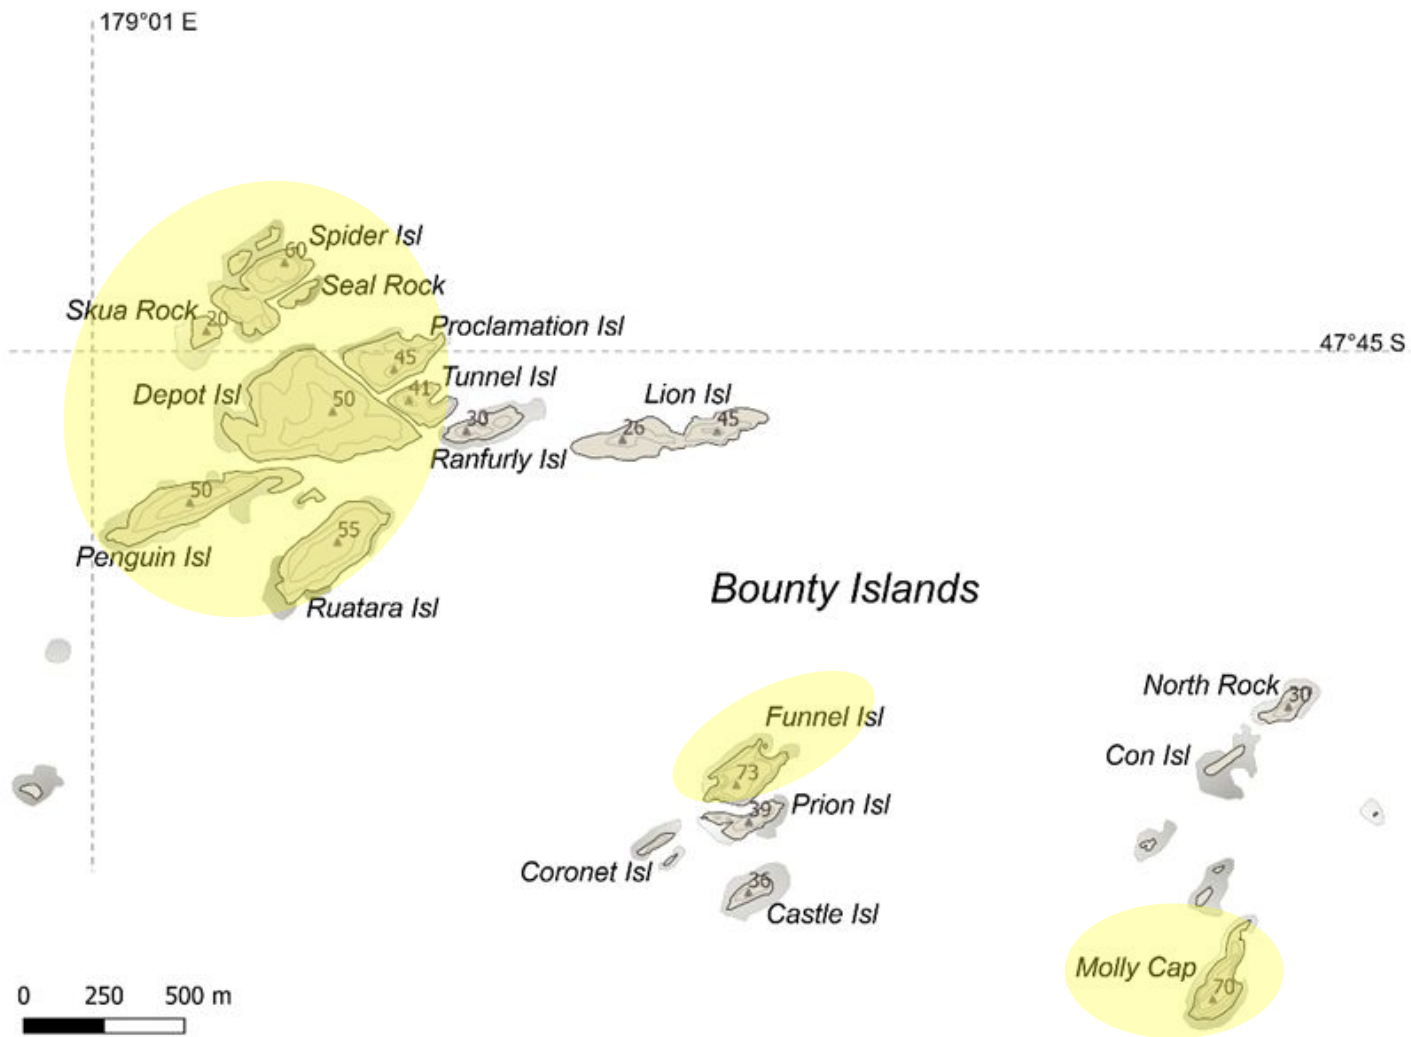 179°01 E
Spider Isl
60
Seal Rock
Skua Rock
20
Proclamation Isl
47°45 S
45
Tunnel Isl
Depot Isl
50
41
Lion Isl
30
26
45
Ranfurly Isl
50
55
Penguin Isl
Ruatara Isl
Bounty Islands
North Rock
30
Funnel Isl
Con Isl
73
Prion Isl
39
Coronet Isl
36
Castle Isl
Molly Cap
70
0 250 500 m